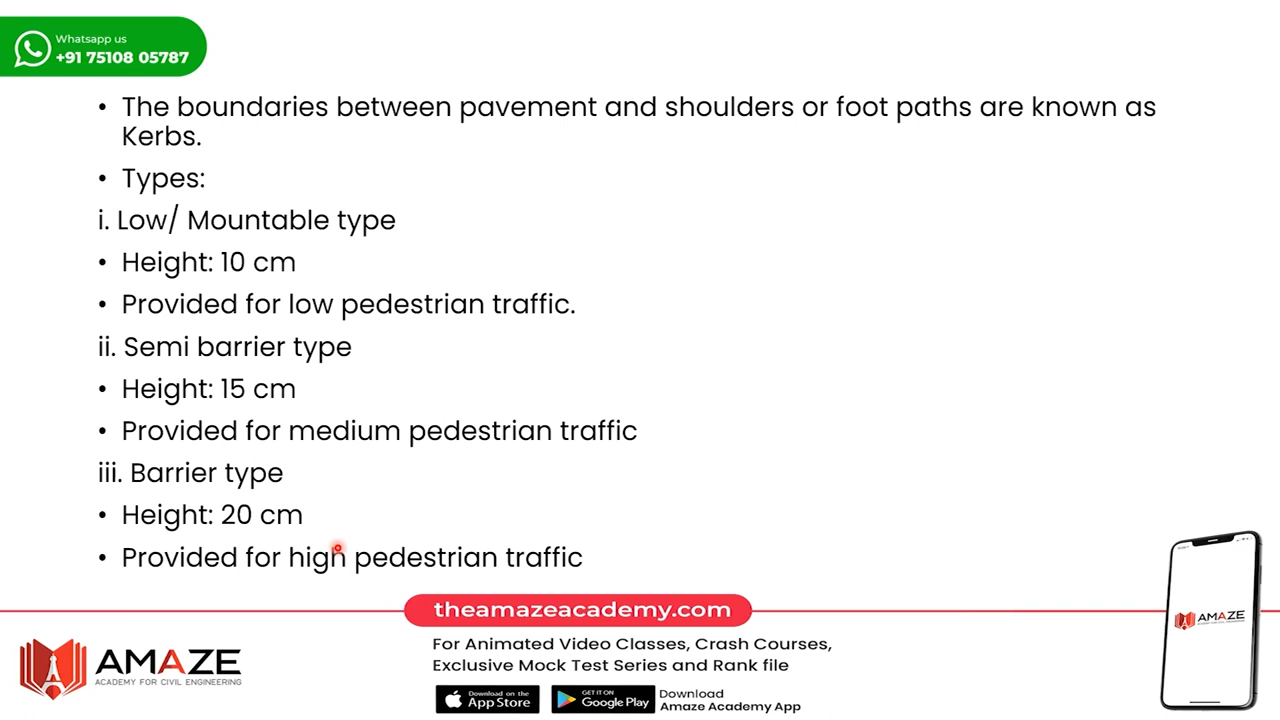 Whatsapp us
+91 75108 05787
• The boundaries between pavement and shoulders or foot paths are known as
Kerbs.
• Types:
i. Low/ Mountable type
• Height: 10 cm
• Provided for low pedestrian traffic.
ii. Semi barrier type
• Height: 15 cm
• Provided for medium pedestrian traffic
iii. Barrier type
• Height: 20 cm
• Provided for high pedestrian traffic
theamazeacademy.com
AMAZE
ACADEMY FOR CIVIL ENGINEERING
For Animated Video Classes, Crash Courses,
Exclusive Mock Test Series and Rank file
Download on the
App Store
GET IT ON
Google Play
Download
Amaze Academy App
AMAZE